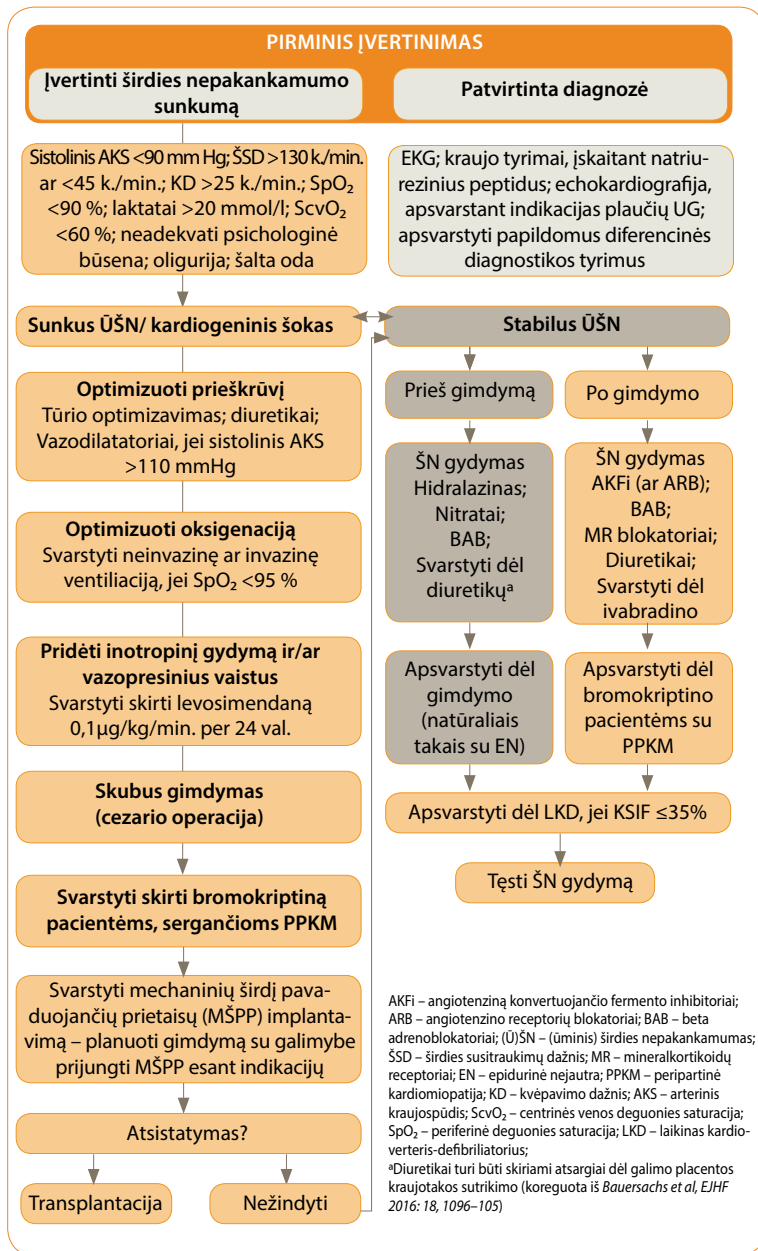 PIRMINIS ĮVERTINIMAS
Įvertinti širdies nepakankamumo
sunkumą
Patvirtinta diagnozė
Sistolinis AKS <90 mm Hg; ŠSD >130 k./min.
ar <45 k./min.; KD >25 k./min.; SpO₂
<90 %; laktatai >20 mmol/l; ScvO₂
<60 %; neadekvati psichologinė
būsena; oligurija; šalta oda
EKG; kraujo tyrimai, įskaitant natriu-
rezinius peptidus; echokardiografija,
apsvarstant indikacijas plaučių UG;
apsvarstyti papildomus diferencinės
diagnostikos tyrimus
Sunkus ŪŠN/ kardiogeninis šokas
Stabilus ŪŠN
Optimizuoti prieškrūvį
Tūrio optimizavimas; diuretikai;
Vazodilatatoriai, jei sistolinis AKS
>110 mmHg
Optimizuoti oksigenaciją
Svarstyti neinvazinę ar invazinę
ventiliaciją, jei SpO₂ <95 %
Pridėti inotropinį gydymą ir/ar
vazopresinius vaistus
Svarstyti skirti levosimendaną
0,1µg/kg/min. per 24 val.
Skubus gimdymas
(cezario operacija)
Svarstyti skirti bromokriptiną
pacientėms, sergančioms PPKM
Svarstyti mechaninių širdį pava-
duojančių prietaisų (MŠPP) implanta-
vimą – planuoti gimdymą su galimybe
prijungti MŠPP esant indikacijų
Atsistatymas?
Transplantacija
Nežindyti
Prieš gimdymą
ŠN gydymas
Hidralazinas;
Nitratai;
BAB;
Svarstyti dėl
diuretikųᵃ
Apsvarstyti dėl
gimdymo
(natūraliais
takais su EN)
Po gimdymo
ŠN gydymas
AKFi (ar ARB);
BAB;
MR blokatoriai;
Diuretikai;
Svarstyti dėl
ivabradino
Apsvarstyti dėl
bromokriptino
pacientėms su
PPKM
Apsvarstyti dėl LKD, jei KSIF ≤35%
Tęsti ŠN gydymą
AKFi – angiotenziną konvertuojančio fermento inhibitoriai;
ARB – angiotenzino receptorių blokatoriai; BAB – beta
adrenoblokatoriai; (Ū)ŠN – (ūminis) širdies nepakankamumas;
ŠSD – širdies susitraukimų dažnis; MR – mineralkortikoidų
receptoriai; EN – epidurinė nejautra; PPKM – peripartinė
kardiomiopatija; KD – kvėpavimo dažnis; AKS – arterinis
kraujospūdis; ScvO₂ – centrinės venos deguonies saturacija;
SpO₂ – periferinė deguonies saturacija; LKD – laikinas kardio-
verteris-defibriliatorius;
ᵃDiuretikai turi būti skiriami atsargiai dėl galimo placentos
kraujotakos sutrikimo (koreguota iš Bauersachs et al, EJHF
2016: 18, 1096–105)